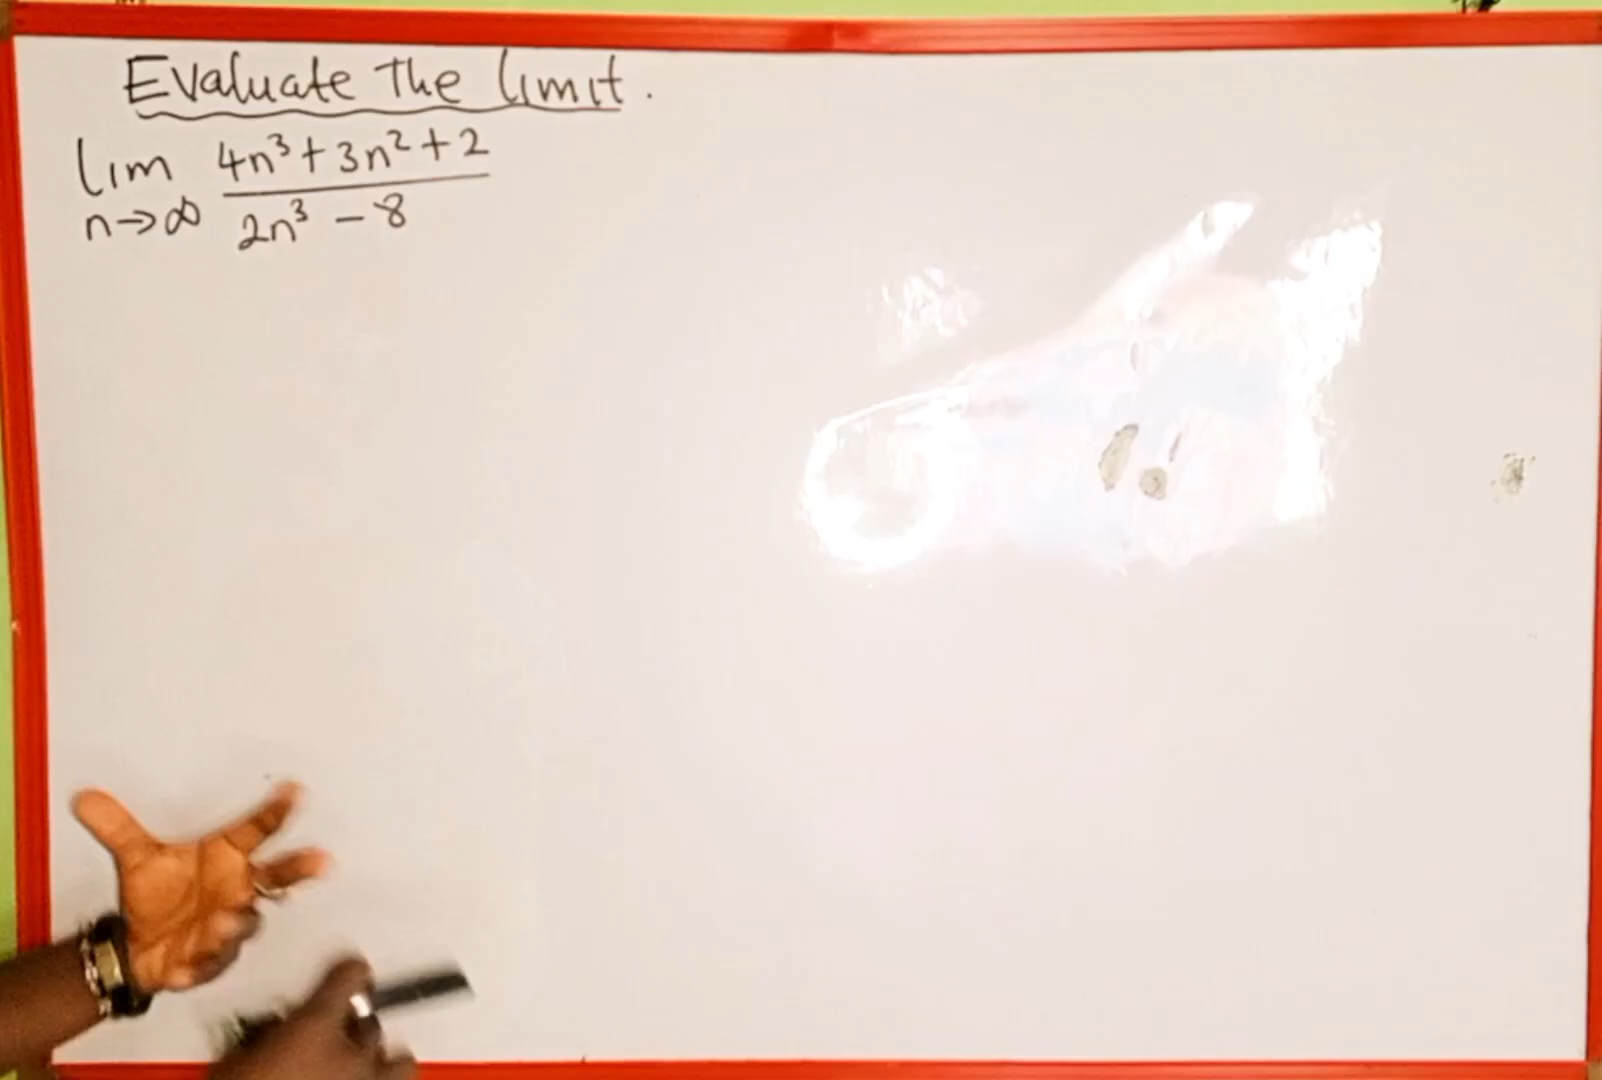 Evaluate The limit.
lim 4n³+3n²+2
n→∞ 2n³-8